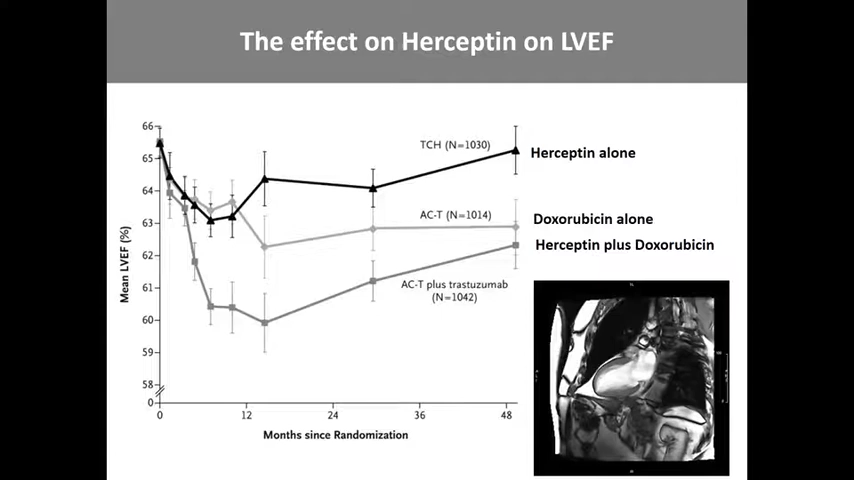 The effect on Herceptin on LVEF
66
65
64
63
62
61
60
59
58
0
Mean LVEF (%)
0 12 24 36 48
Months since Randomization
TCH (N=1030)
Herceptin alone
AC-T (N=1014)
Doxorubicin alone
Herceptin plus Doxorubicin
AC-T plus trastuzumab
(N=1042)